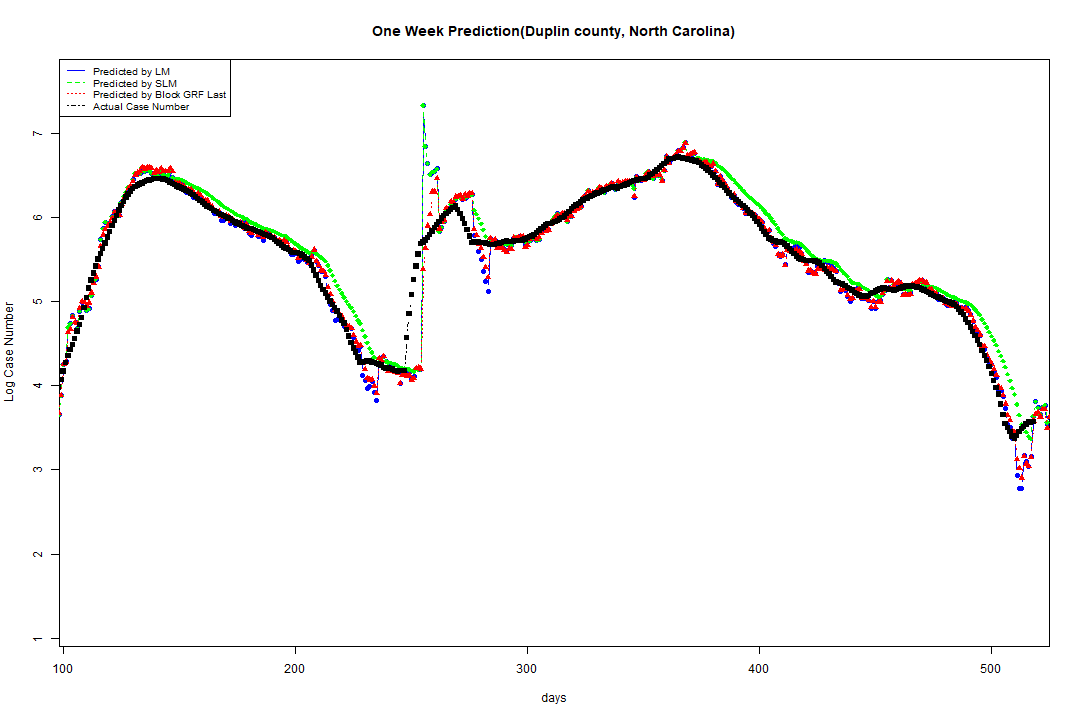 One Week Prediction(Duplin county, North Carolina)
Predicted by LM
Predicted by SLM
Predicted by Block GRF Last
Actual Case Number
Log Case Number
7
6
5
4
3
2
1
100 200 300 400 500
days